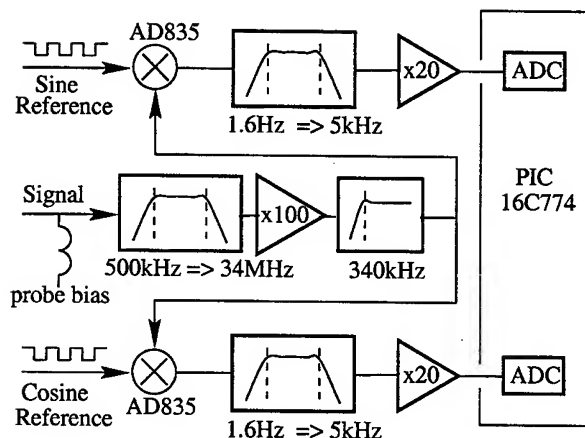 AD835
Sine
Reference
x20
ADC
1.6Hz => 5kHz
Signal
x100
PIC
16C774
500kHz => 34MHz
340kHz
probe bias
Cosine
Reference
AD835
x20
ADC
1.6Hz => 5kHz